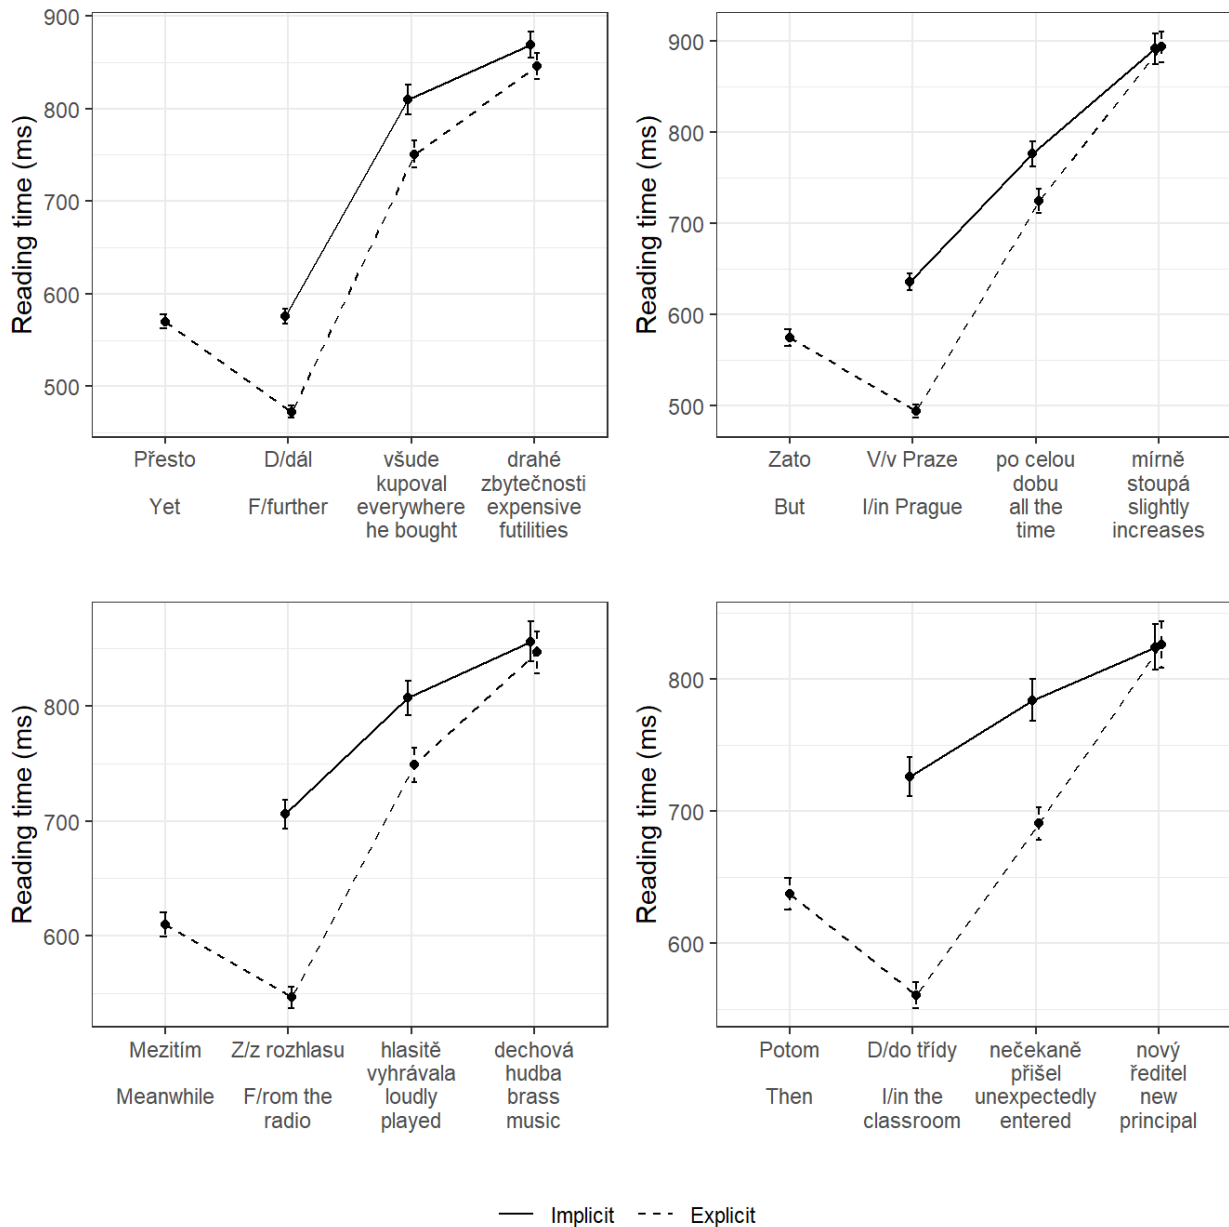 Reading time (ms)
900
800
700
600
500
Přesto
D/dál
všude
drahé
kupoval
zbytečnosti
Yet
F/further
everywhere
expensive
he bought
futilities
Reading time (ms)
900
800
700
600
500
Zato
V/v Praze
po celou
mírně
dobu
stoupá
But
I/in Prague
all the
slightly
time
increases
Reading time (ms)
800
700
600
Mezitím
Z/z rozhlasu
hlasitě
dechová
vyhrávala
hudba
Meanwhile
F/rom the
loudly
brass
radio
played
music
Reading time (ms)
800
700
600
Potom
D/do třídy
nečekaně
nový
přišel
ředitel
Then
I/in the
unexpectedly
new
classroom
entered
principal
Implicit
Explicit